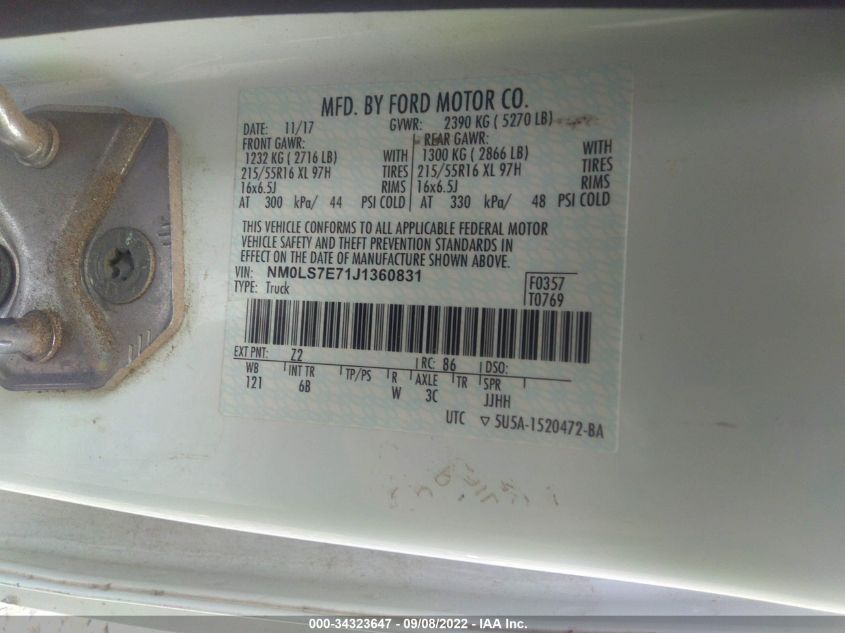 MFD. BY FORD MOTOR CO.
DATE: 11/17 GVWR: 2390 KG ( 5270 LB)
FRONT GAWR: REAR GAWR:
1232 KG ( 2716 LB) WITH 1300 KG ( 2866 LB) WITH
215/55R16 XL 97H TIRES 215/55R16 XL 97H TIRES
16x6.5J RIMS 16x6.5J RIMS
AT 300 kPa/ 44 PSI COLD AT 330 kPa/ 48 PSI COLD
THIS VEHICLE CONFORMS TO ALL APPLICABLE FEDERAL MOTOR
VEHICLE SAFETY AND THEFT PREVENTION STANDARDS IN
EFFECT ON THE DATE OF MANUFACTURE SHOWN ABOVE.
VIN: NM0LS7E71J1360831 F0357
TYPE: Truck T0769
EXT PNT: Z2 RC: 86 DSO:
WB INT TR TP/PS R AXLE TR SPR
121 6B W 3C JJHH
UTC ▽ 5U5A-1520472-BA
000-34323647 - 09/08/2022 - IAA Inc.